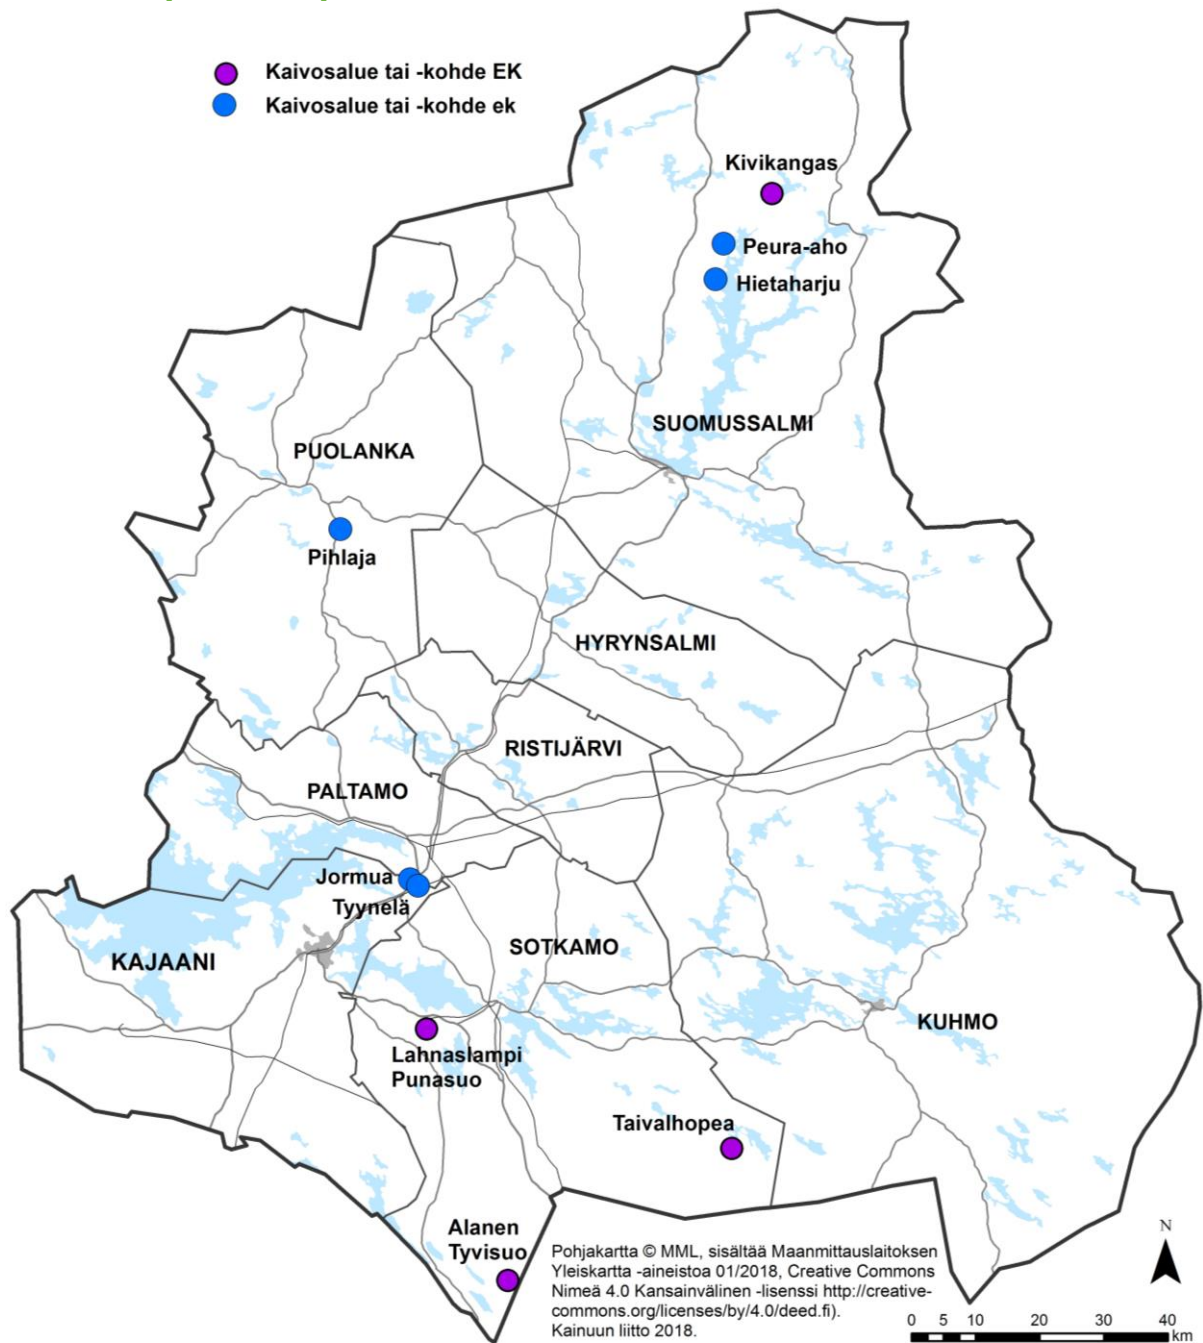 Kaivosalue tai -kohde EK
Kaivosalue tai -kohde ek
Kivikangas
Peura-aho
Hietaharju
SUOMUSSALMI
PUOLANKA
Pihlaja
HYRYNSALMI
RISTIJÄRVI
PALTAMO
Jormua
Tyynelä
SOTKAMO
KAJAANI
KUHMO
Lahnaslampi
Punasuo
Taivalhopea
Alanen
Tyvisuo
Pohjakartta © MML, sisältää Maanmittauslaitoksen
Yleiskartta -aineistoa 01/2018, Creative Commons
Nimeä 4.0 Kansainvälinen -lisenssi http://creative-
commons.org/licenses/by/4.0/deed.fi).
Kainuun liitto 2018.
N
0 5 10 20 30 40
km